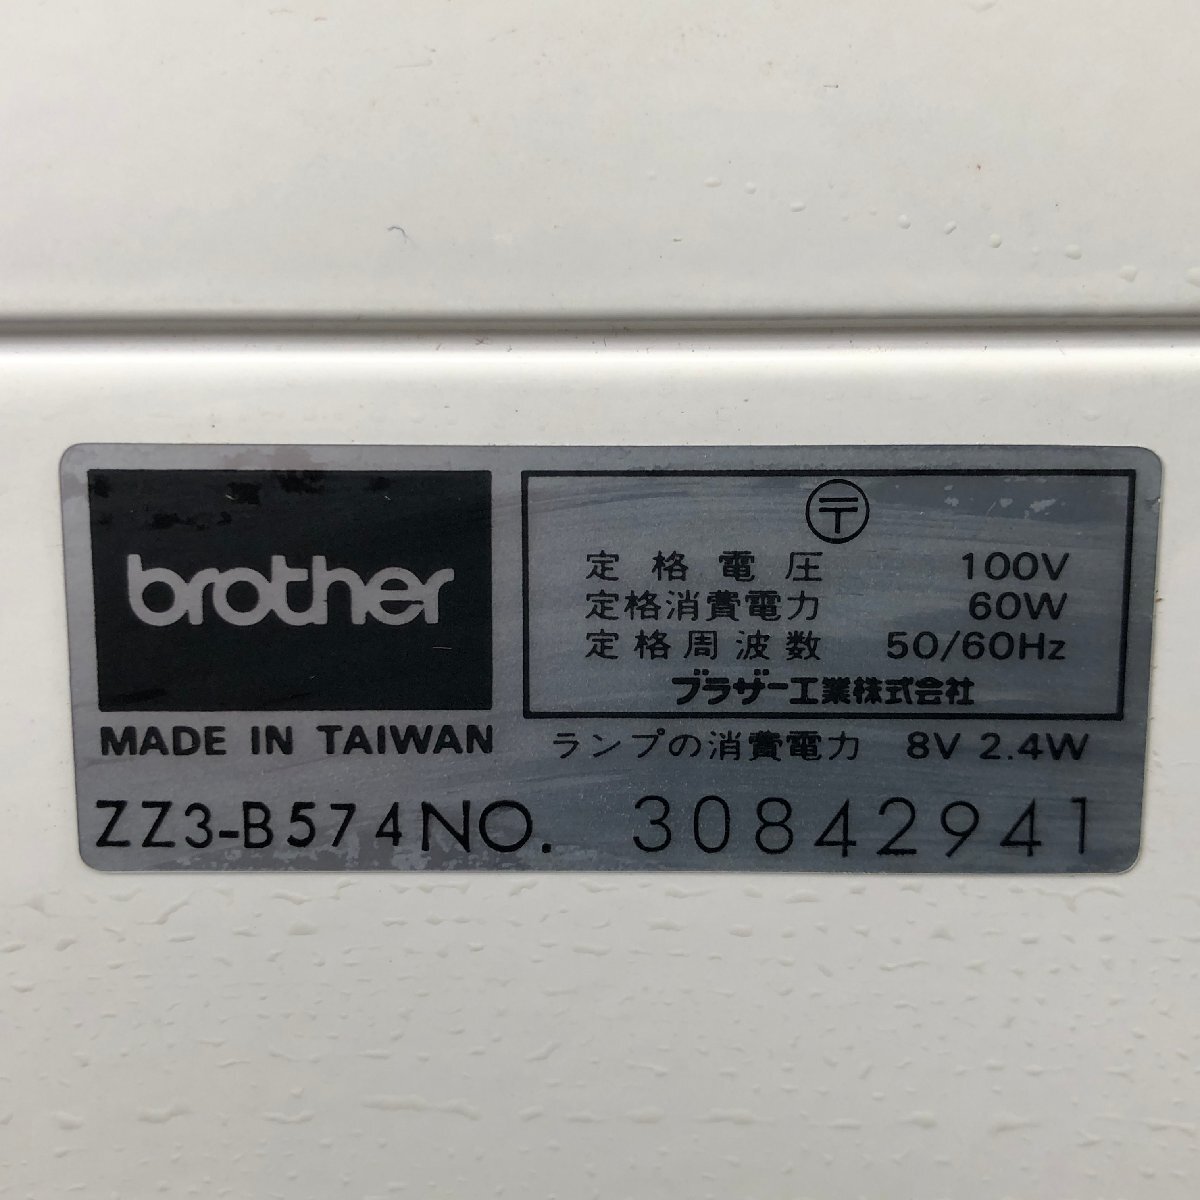 brother
MADE IN TAIWAN
〒
定格電圧 100V
定格消費電力 60W
定格周波数 50/60Hz
ブラザー工業株式会社
ランプの消費電力 8V 2.4W
ZZ3-B574 NO. 30842941